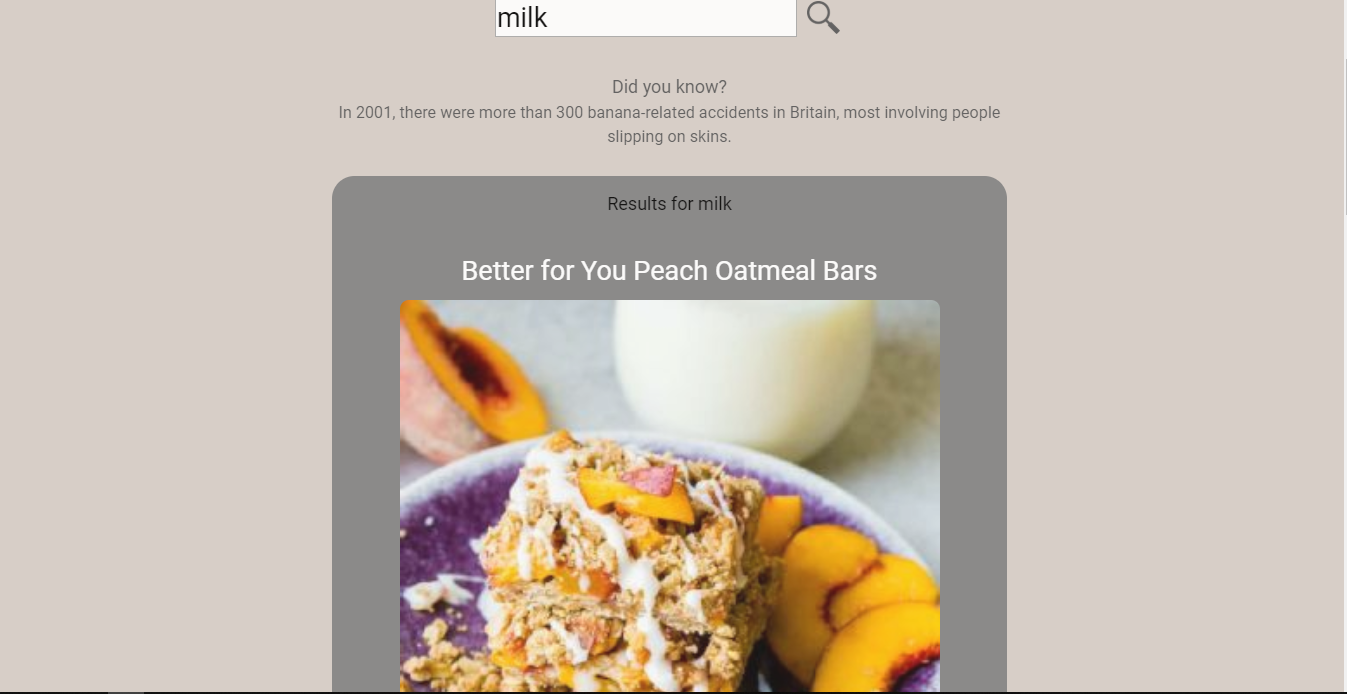 milk
Did you know?
In 2001, there were more than 300 banana-related accidents in Britain, most involving people
slipping on skins.
Results for milk
Better for You Peach Oatmeal Bars